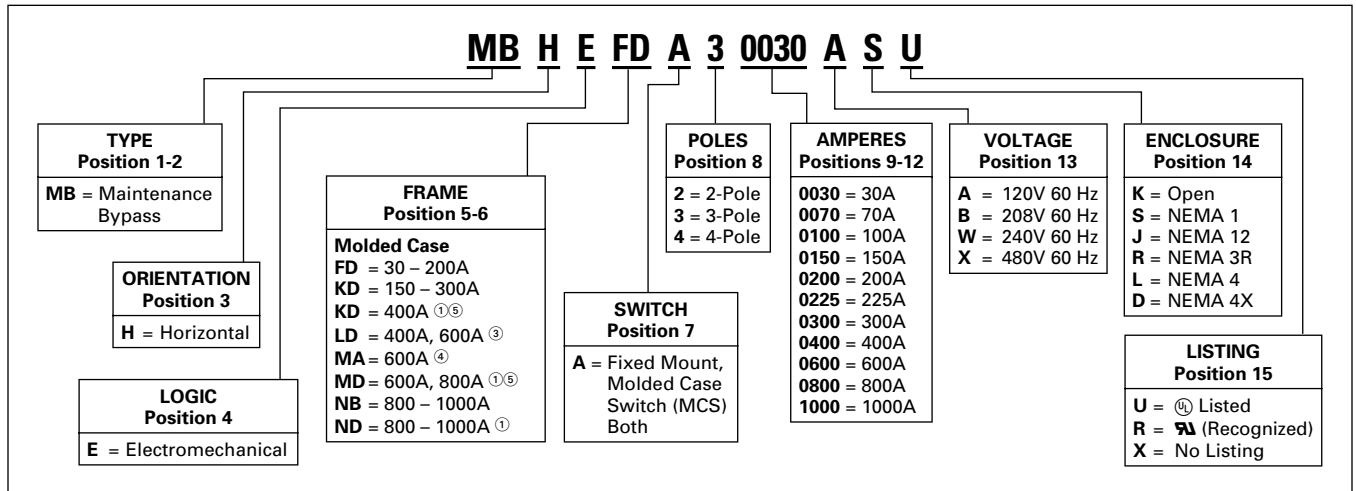 MB H E FD A 3 0030 A S U
TYPE
Position 1-2
MB = Maintenance
Bypass
ORIENTATION
Position 3
H = Horizontal
LOGIC
Position 4
E = Electromechanical
FRAME
Position 5-6
Molded Case
FD = 30 – 200A
KD = 150 – 300A
KD = 400A ①⑤
LD = 400A, 600A ③
MA = 600A ④
MD = 600A, 800A ①⑤
NB = 800 – 1000A
ND = 800 – 1000A ①
SWITCH
Position 7
A = Fixed Mount,
Molded Case
Switch (MCS)
Both
POLES
Position 8
2 = 2-Pole
3 = 3-Pole
4 = 4-Pole
AMPERES
Positions 9-12
0030 = 30A
0070 = 70A
0100 = 100A
0150 = 150A
0200 = 200A
0225 = 225A
0300 = 300A
0400 = 400A
0600 = 600A
0800 = 800A
1000 = 1000A
VOLTAGE
Position 13
A = 120V 60 Hz
B = 208V 60 Hz
W = 240V 60 Hz
X = 480V 60 Hz
ENCLOSURE
Position 14
K = Open
S = NEMA 1
J = NEMA 12
R = NEMA 3R
L = NEMA 4
D = NEMA 4X
LISTING
Position 15
U = UL Listed
R = RU (Recognized)
X = No Listing